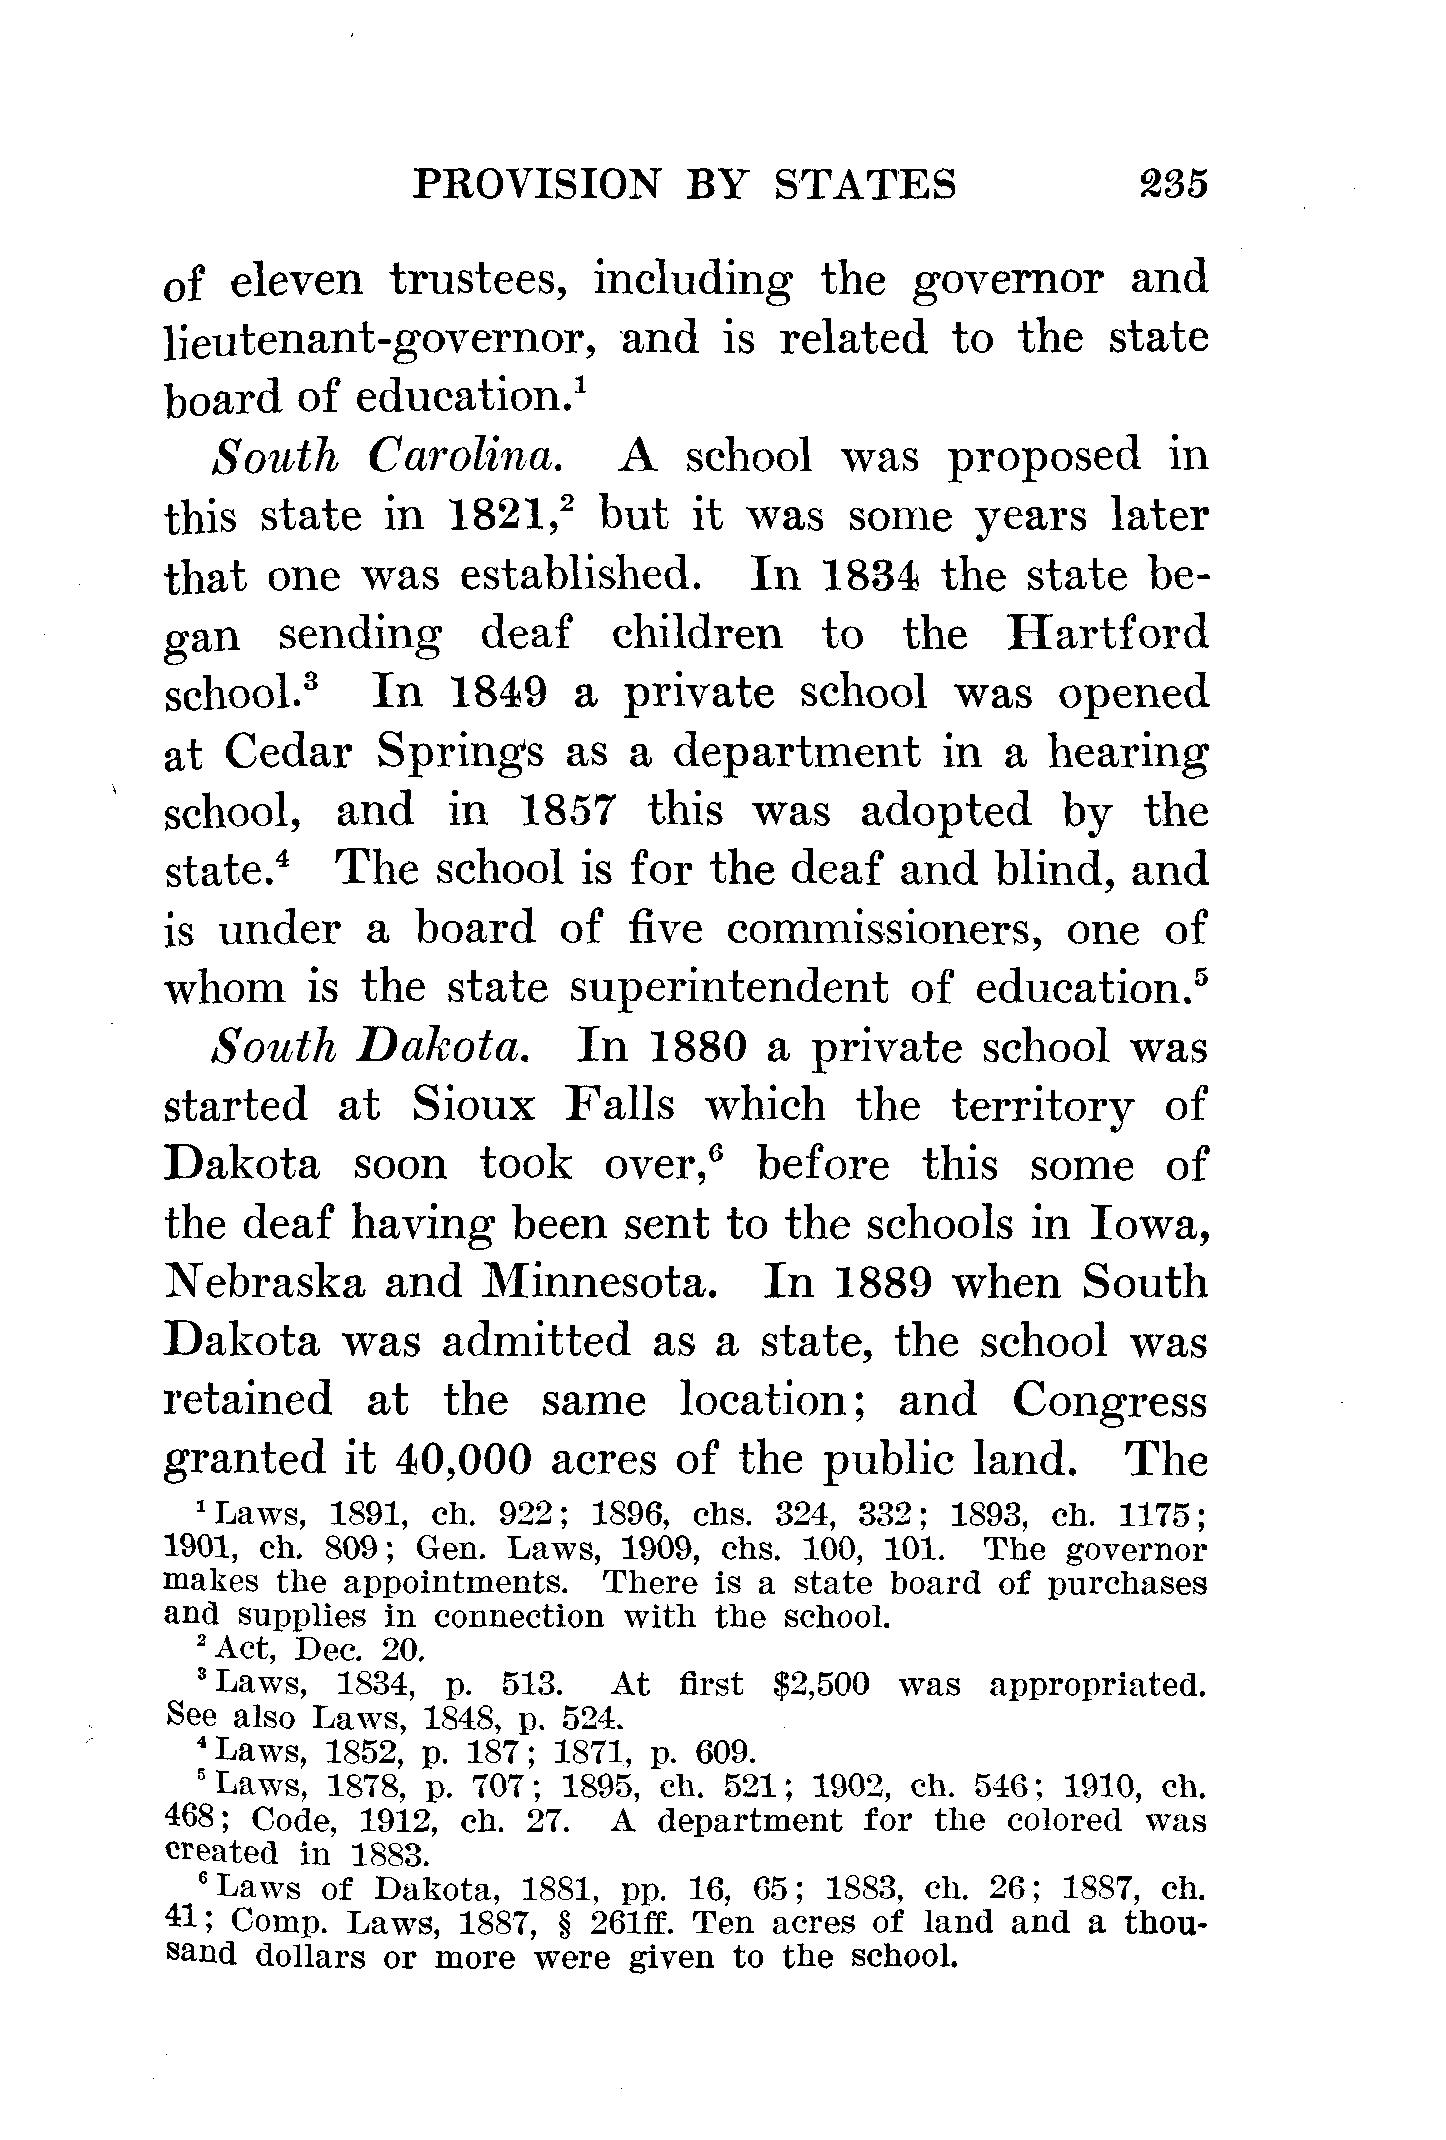 PROVISION BY STATES 235
of eleven trustees, including the governor and
lieutenant-governor, and is related to the state
board of education.¹
South Carolina. A school was proposed in
this state in 1821,² but it was some years later
that one was established. In 1834 the state be-
gan sending deaf children to the Hartford
school.³ In 1849 a private school was opened
at Cedar Springs as a department in a hearing
school, and in 1857 this was adopted by the
state.⁴ The school is for the deaf and blind, and
is under a board of five commissioners, one of
whom is the state superintendent of education.⁵
South Dakota. In 1880 a private school was
started at Sioux Falls which the territory of
Dakota soon took over,⁶ before this some of
the deaf having been sent to the schools in Iowa,
Nebraska and Minnesota. In 1889 when South
Dakota was admitted as a state, the school was
retained at the same location; and Congress
granted it 40,000 acres of the public land. The
¹ Laws, 1891, ch. 922; 1896, chs. 324, 332; 1893, ch. 1175;
1901, ch. 809; Gen. Laws, 1909, chs. 100, 101. The governor
makes the appointments. There is a state board of purchases
and supplies in connection with the school.
² Act, Dec. 20.
³ Laws, 1834, p. 513. At first $2,500 was appropriated.
See also Laws, 1848, p. 524.
⁴ Laws, 1852, p. 187; 1871, p. 609.
⁵ Laws, 1878, p. 707; 1895, ch. 521; 1902, ch. 546; 1910, ch.
468; Code, 1912, ch. 27. A department for the colored was
created in 1883.
⁶ Laws of Dakota, 1881, pp. 16, 65; 1883, ch. 26; 1887, ch.
41; Comp. Laws, 1887, § 261ff. Ten acres of land and a thou-
sand dollars or more were given to the school.